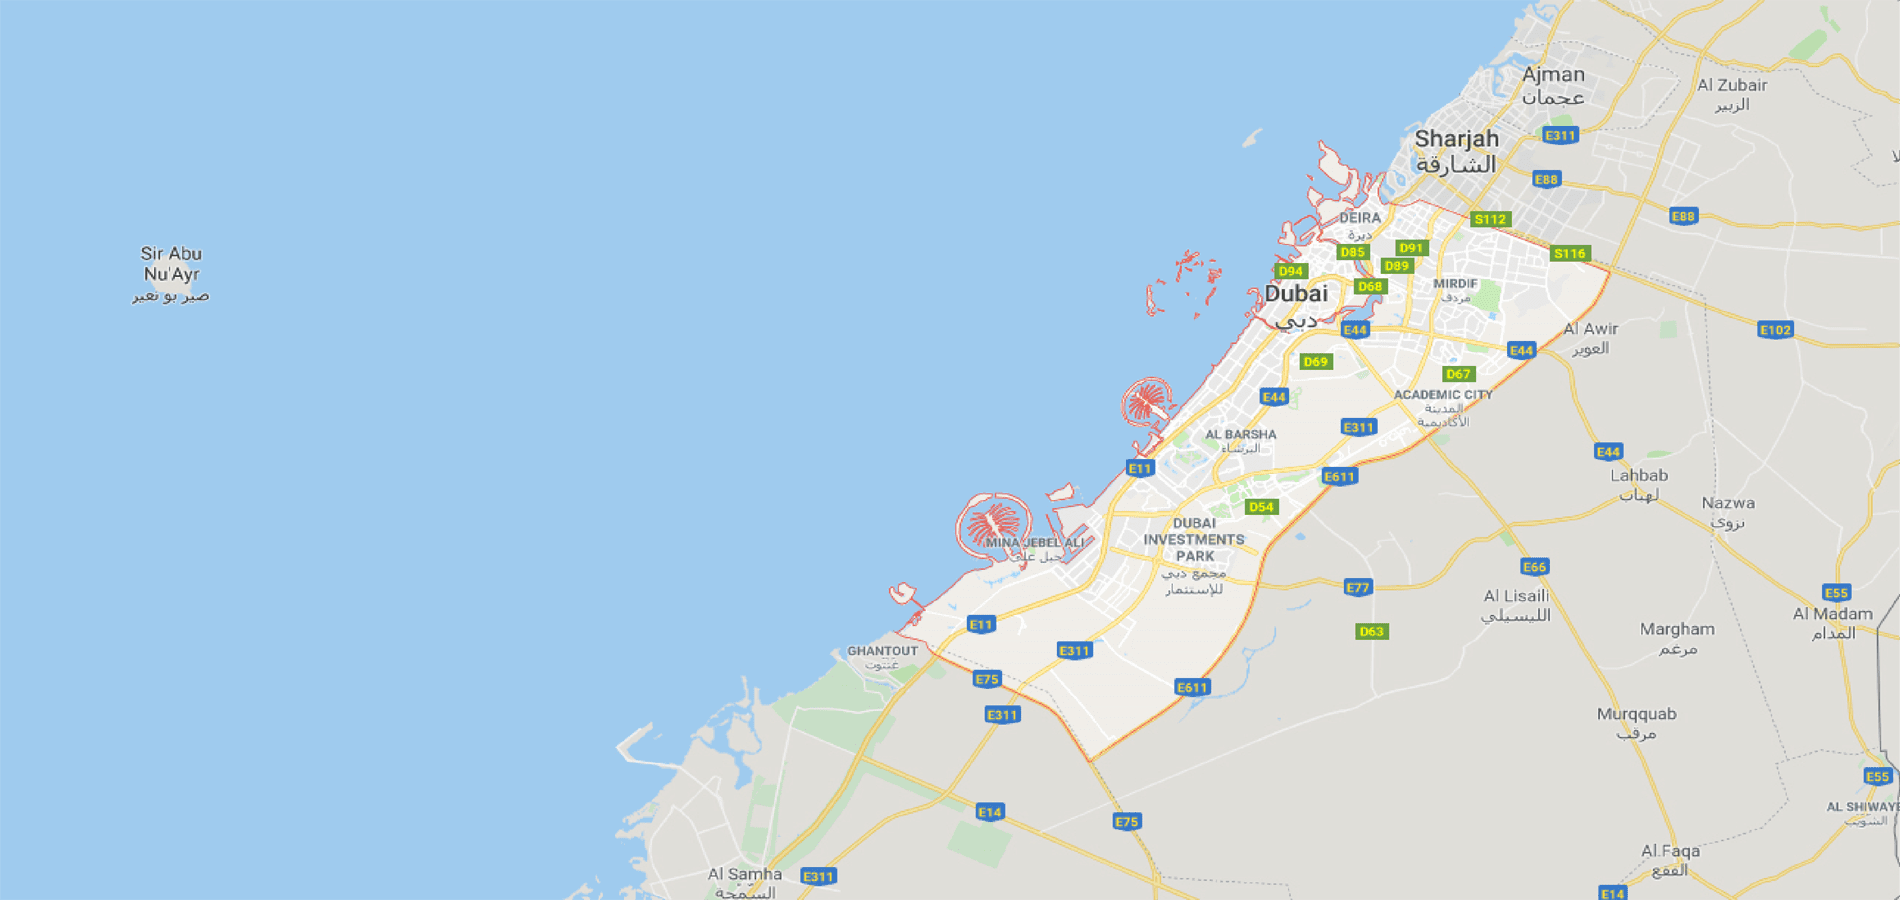 Ajman
عجمان
Al Zubair
الزبير
Sharjah
الشارقة
E311
E88
E88
S112
S116
DEIRA
ديرة
D85
D91
D89
D94
D68
Dubai
دبي
MIRDIF
مردف
Sir Abu
Nu'Ayr
صير بو نعير
E44
E102
Al Awir
العوير
E44
D69
D67
ACADEMIC CITY
المدينة
الأكاديمية
E44
E311
AL BARSHA
البرشاء
E11
E611
E44
Lahbab
لهباب
Nazwa
نزوى
D54
DUBAI
INVESTMENTS
PARK
مجمع دبي
للإستثمار
MINA JEBEL ALI
جبل علي
E66
E77
E55
Al Lisaili
الليسيلي
Al Madam
المدام
E11
D63
Margham
مرغم
E311
GHANTOUT
غنتوت
E75
E611
E311
Murqquab
مرقب
E55
AL SHIWAYE
الشويب
E14
E75
Al Faqa
الفقع
Al Samha
السمحة
E311
E14